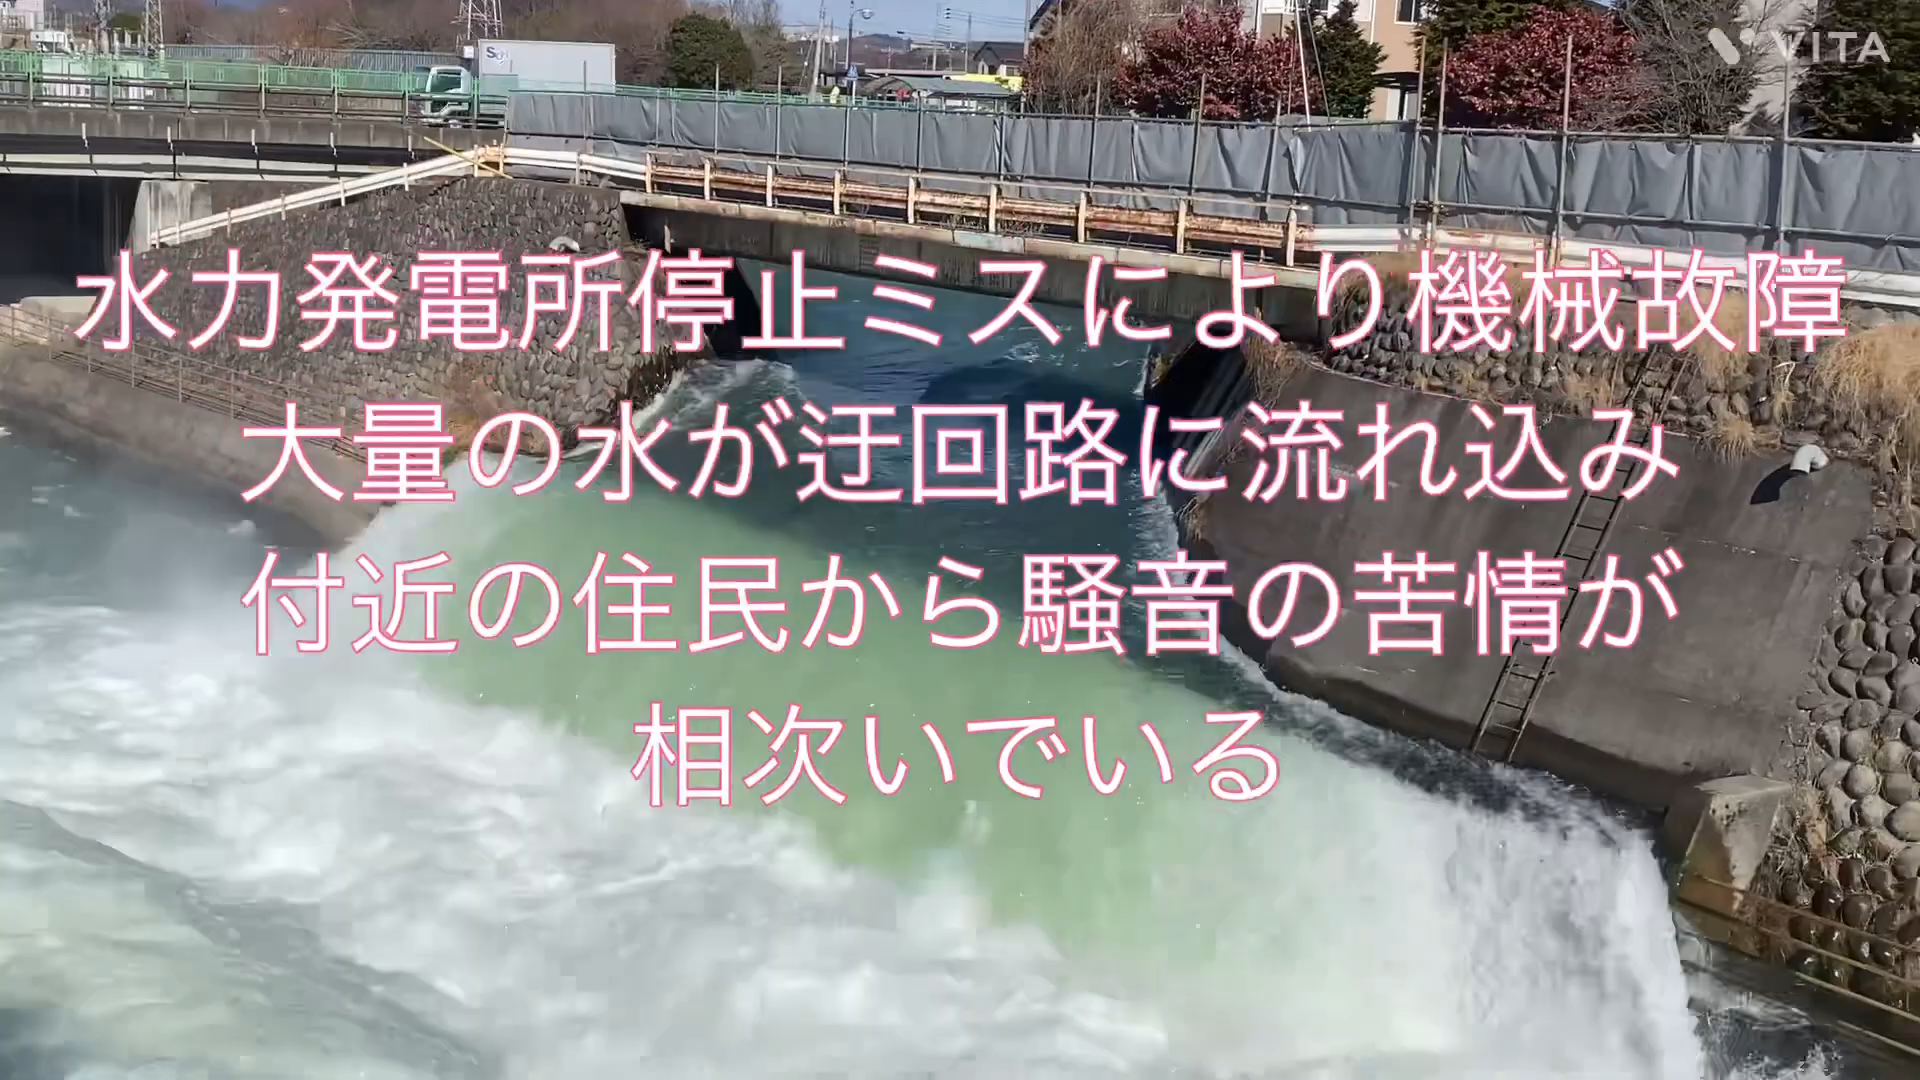 VITA
水力発電所停止ミスにより機械故障
大量の水が迂回路に流れ込み
付近の住民から騒音の苦情が
相次いでいる